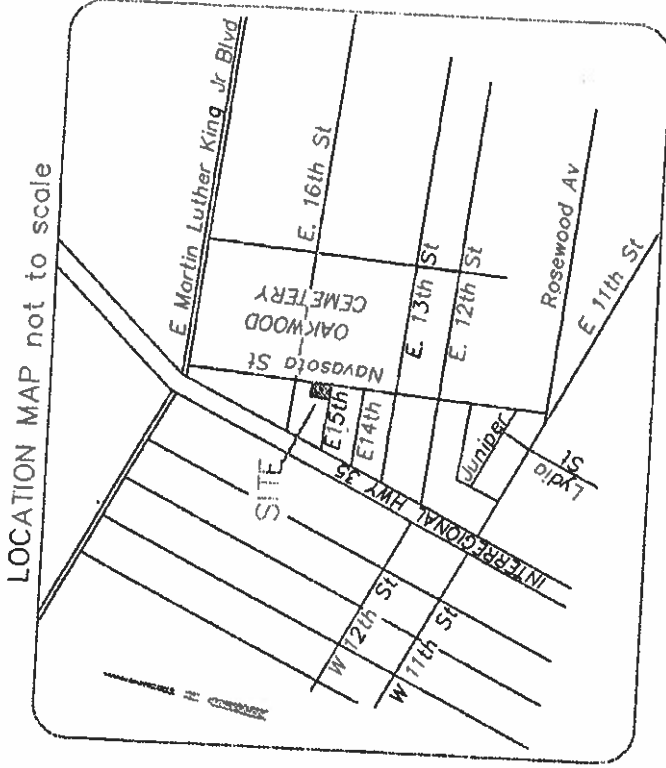 LOCATION MAP not to scale
E Martin Luther King Jr Blvd
E. 16th St
OAKWOOD
CEMETERY
Navasota St
SITE
E15th
E14th
E. 13th St
E. 12th St
INTERREGIONAL HWY 35
Juniper
Rosewood Av
E 11th St
Lydia
St
W 12th St
W 11th St